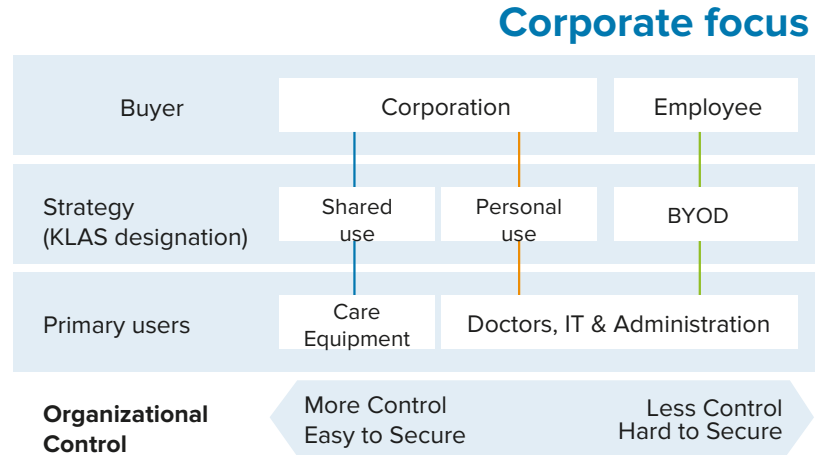 Corporate focus
Buyer
Corporation
Employee
Strategy
(KLAS designation)
Shared
use
Personal
use
BYOD
Primary users
Care
Equipment
Doctors, IT & Administration
Organizational
Control
More Control
Easy to Secure
Less Control
Hard to Secure